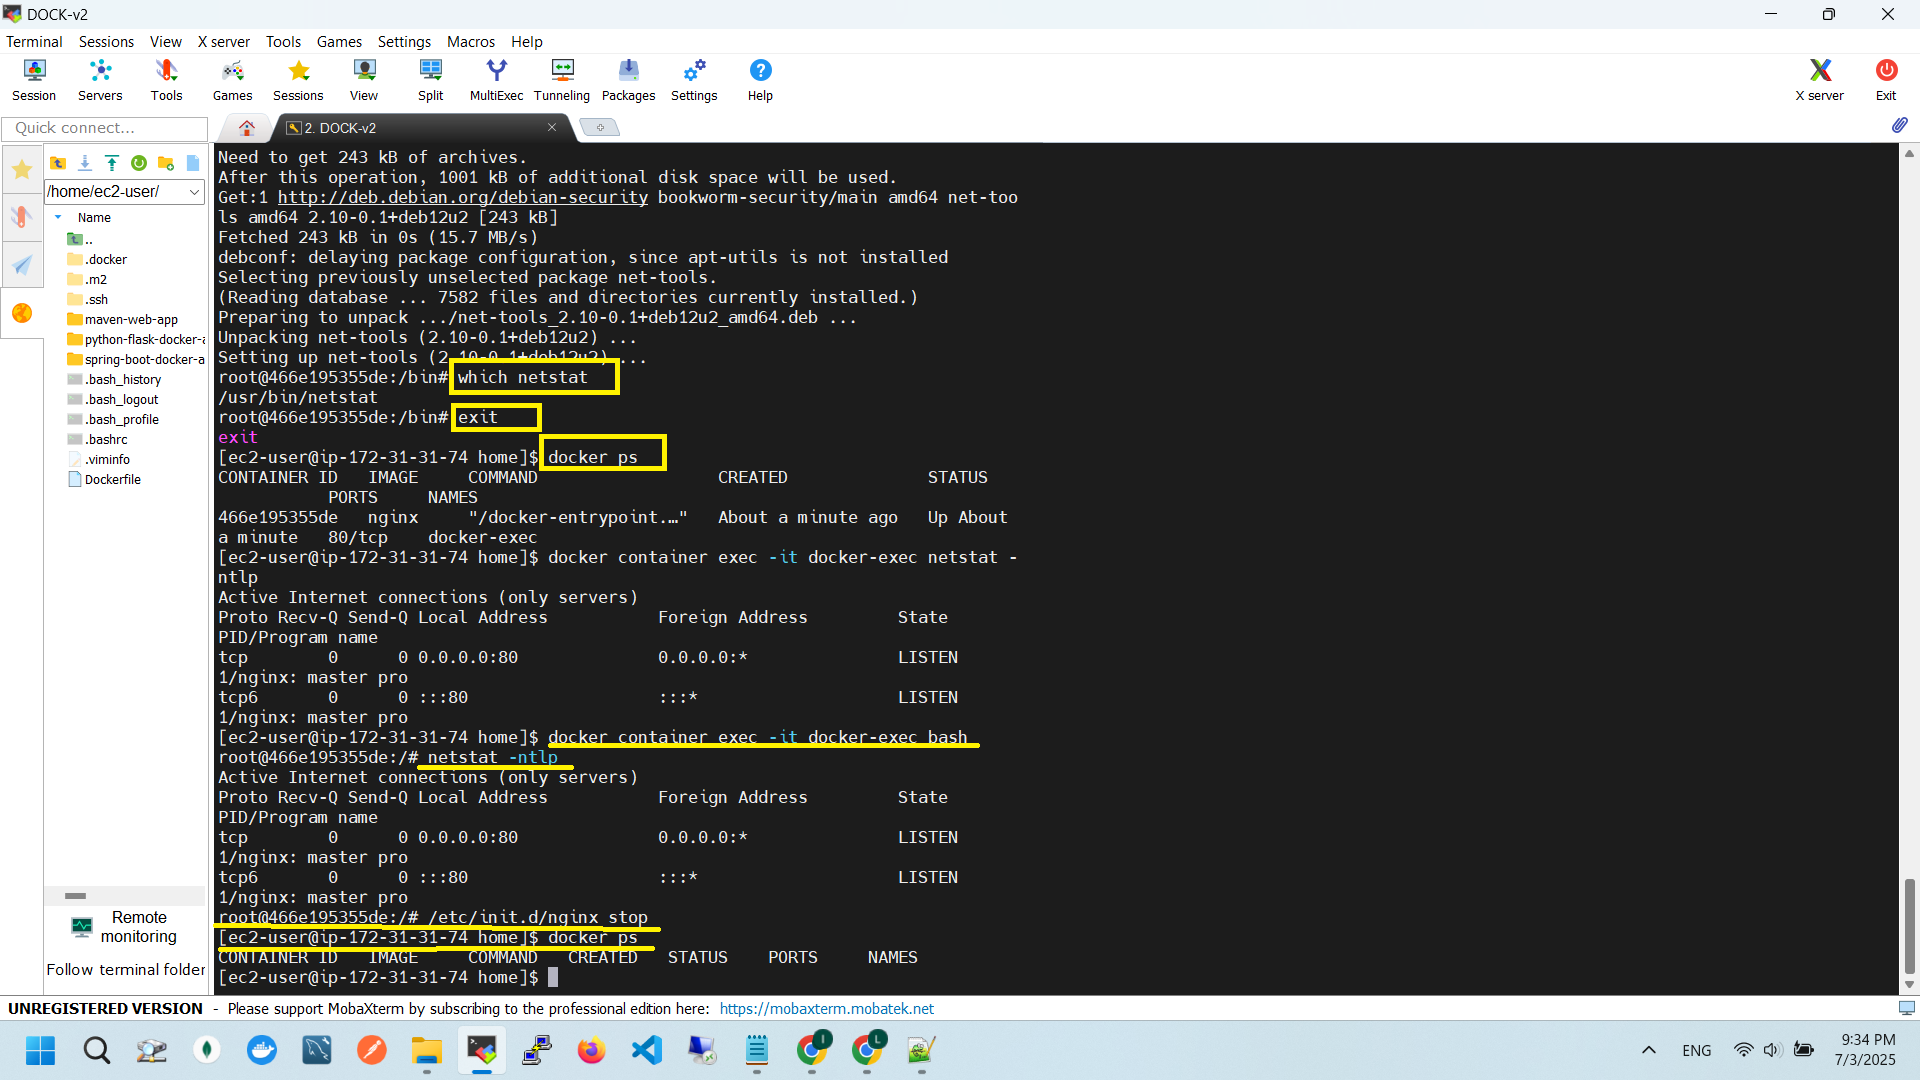 DOCK-v2
Terminal Sessions View X server Tools Games Settings Macros Help
Session Servers Tools Games Sessions View Split MultiExec Tunneling Packages Settings Help X server Exit
Quick connect...
2. DOCK-v2
/home/ec2-user/
Name
..
.docker
.m2
.ssh
maven-web-app
python-flask-docker-a
spring-boot-docker-a
.bash_history
.bash_logout
.bash_profile
.bashrc
.viminfo
Dockerfile
Remote
monitoring
Follow terminal folder
Need to get 243 kB of archives.
After this operation, 1001 kB of additional disk space will be used.
Get:1 http://deb.debian.org/debian-security bookworm-security/main amd64 net-too
ls amd64 2.10-0.1+deb12u2 [243 kB]
Fetched 243 kB in 0s (15.7 MB/s)
debconf: delaying package configuration, since apt-utils is not installed
Selecting previously unselected package net-tools.
(Reading database ... 7582 files and directories currently installed.)
Preparing to unpack .../net-tools_2.10-0.1+deb12u2_amd64.deb ...
Unpacking net-tools (2.10-0.1+deb12u2) ...
Setting up net-tools (2.10-0.1+deb12u2) ...
root@466e195355de:/bin# which netstat
/usr/bin/netstat
root@466e195355de:/bin# exit
exit
[ec2-user@ip-172-31-31-74 home]$ docker ps
CONTAINER ID IMAGE COMMAND CREATED STATUS
PORTS NAMES
466e195355de nginx "/docker-entrypoint.…" About a minute ago Up About
a minute 80/tcp docker-exec
[ec2-user@ip-172-31-31-74 home]$ docker container exec -it docker-exec netstat -
ntlp
Active Internet connections (only servers)
Proto Recv-Q Send-Q Local Address Foreign Address State
PID/Program name
tcp 0 0 0.0.0.0:80 0.0.0.0:* LISTEN
1/nginx: master pro
tcp6 0 0 :::80 :::* LISTEN
1/nginx: master pro
[ec2-user@ip-172-31-31-74 home]$ docker container exec -it docker-exec bash
root@466e195355de:/# netstat -ntlp
Active Internet connections (only servers)
Proto Recv-Q Send-Q Local Address Foreign Address State
PID/Program name
tcp 0 0 0.0.0.0:80 0.0.0.0:* LISTEN
1/nginx: master pro
tcp6 0 0 :::80 :::* LISTEN
1/nginx: master pro
root@466e195355de:/# /etc/init.d/nginx stop
[ec2-user@ip-172-31-31-74 home]$ docker ps
CONTAINER ID IMAGE COMMAND CREATED STATUS PORTS NAMES
[ec2-user@ip-172-31-31-74 home]$
UNREGISTERED VERSION - Please support MobaXterm by subscribing to the professional edition here: https://mobaxterm.mobatek.net
I
L
ENG
9:34 PM
7/3/2025